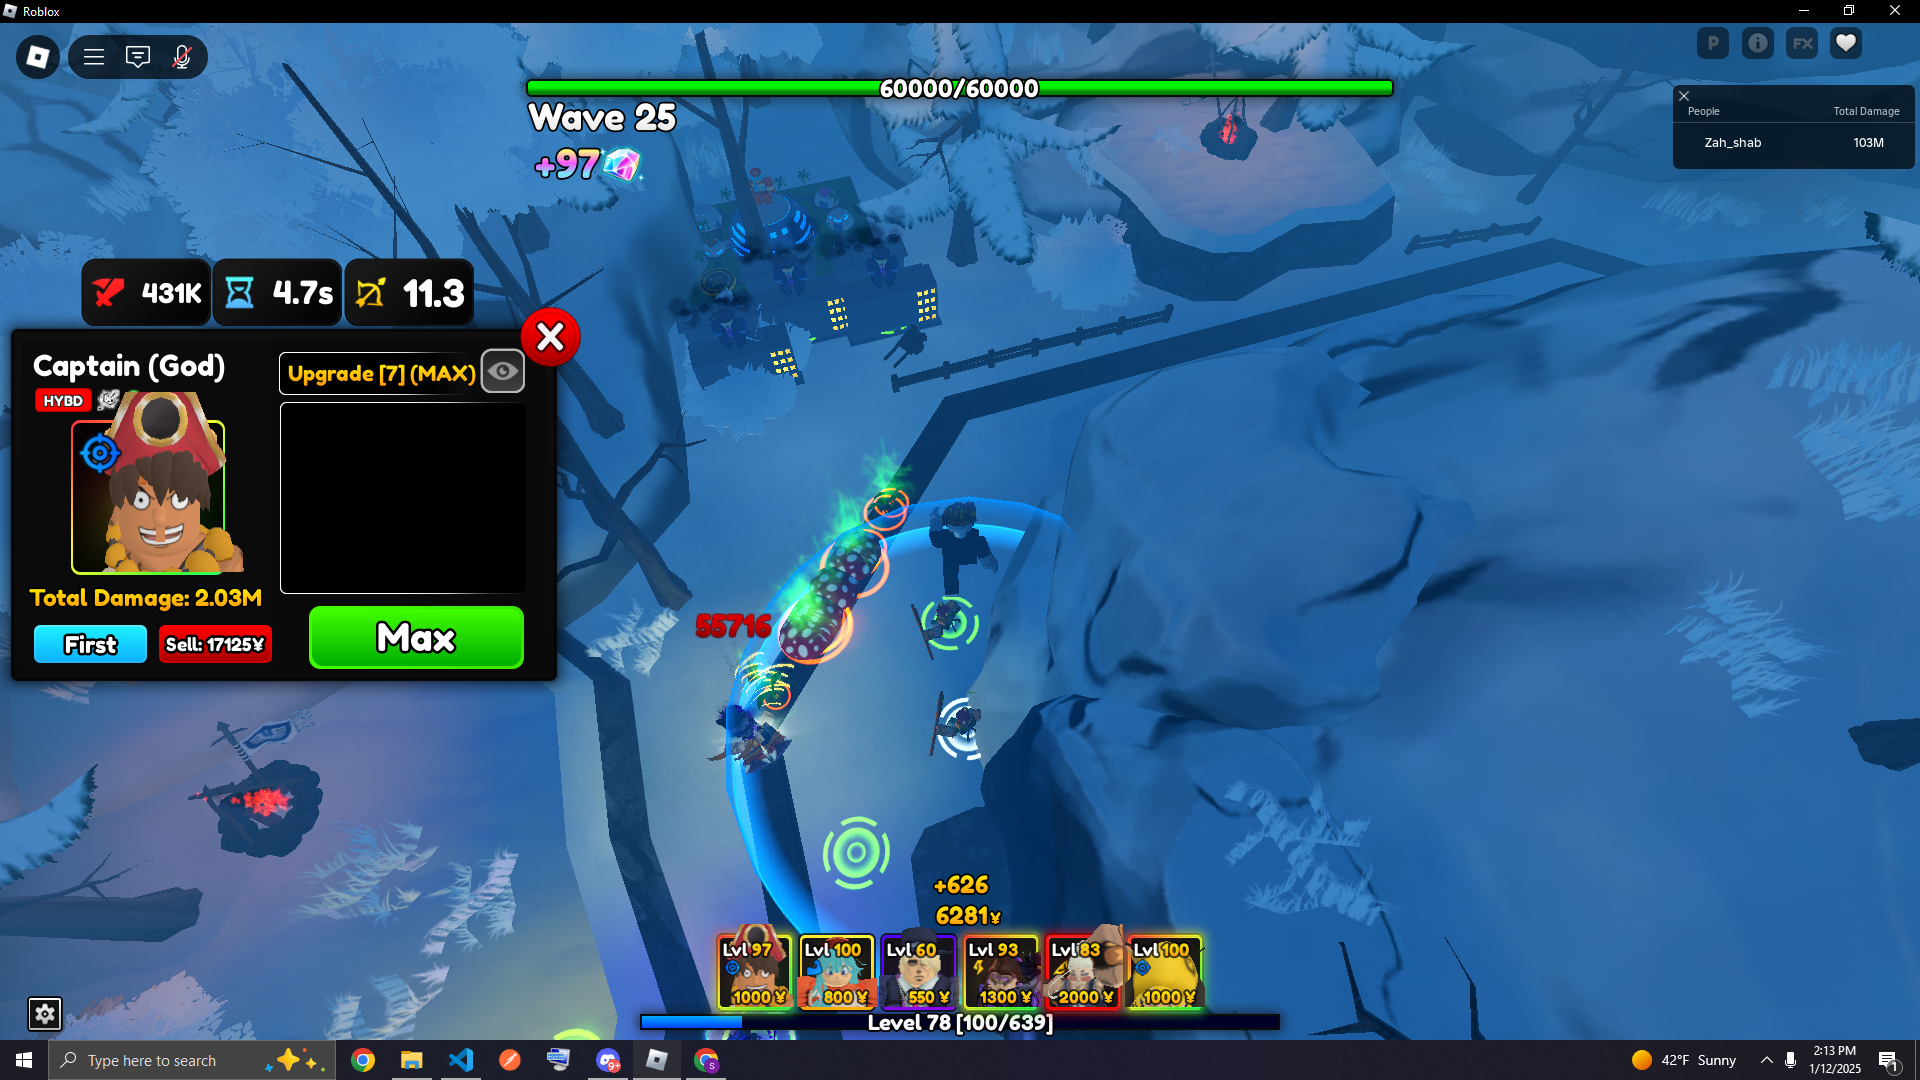 Roblox
60000/60000
Wave 25
+97
P
FX
People Total Damage
Zah_shab 103M
431K 4.7s 11.3
Captain (God)
HYBD
Upgrade [7] (MAX)
Total Damage: 2.03M
First
Sell: 17125¥
Max
55716
+626
6281¥
Lvl 97 Lvl 100 Lvl 60 Lvl 93 Lvl 83 Lvl 100
1000 ¥ 800 ¥ 550 ¥ 1300 ¥ 2000 ¥ 1000 ¥
Level 78 [100/639]
Type here to search
9+
S
42°F Sunny
2:13 PM
1/12/2025
1